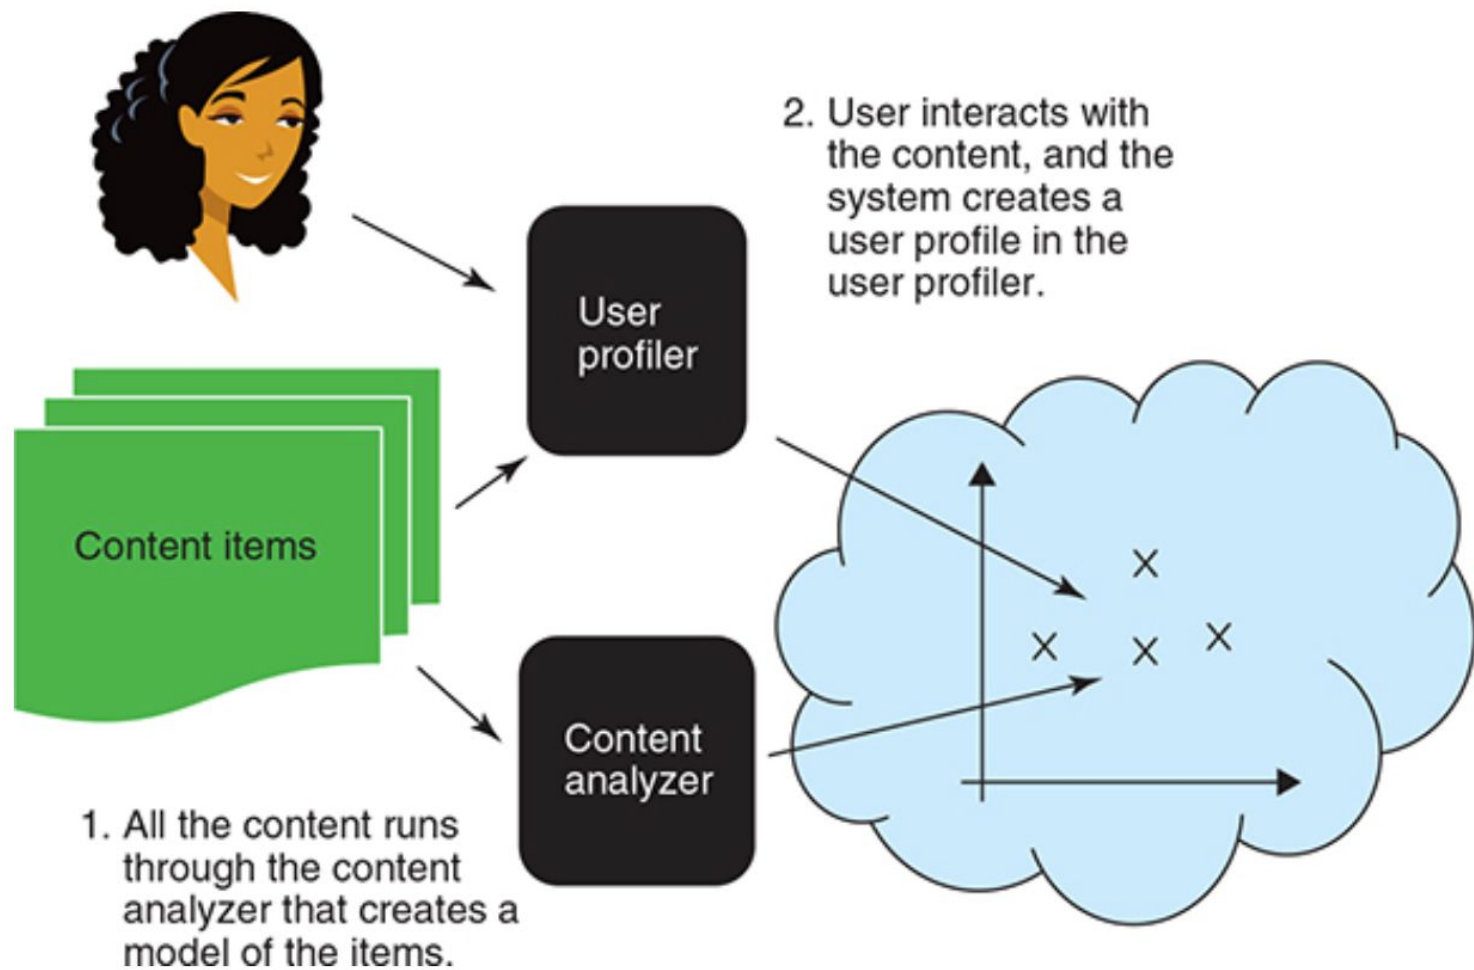 2. User interacts with
the content, and the
system creates a
user profile in the
user profiler.
User
profiler
Content items
Content
analyzer
1. All the content runs
through the content
analyzer that creates a
model of the items.